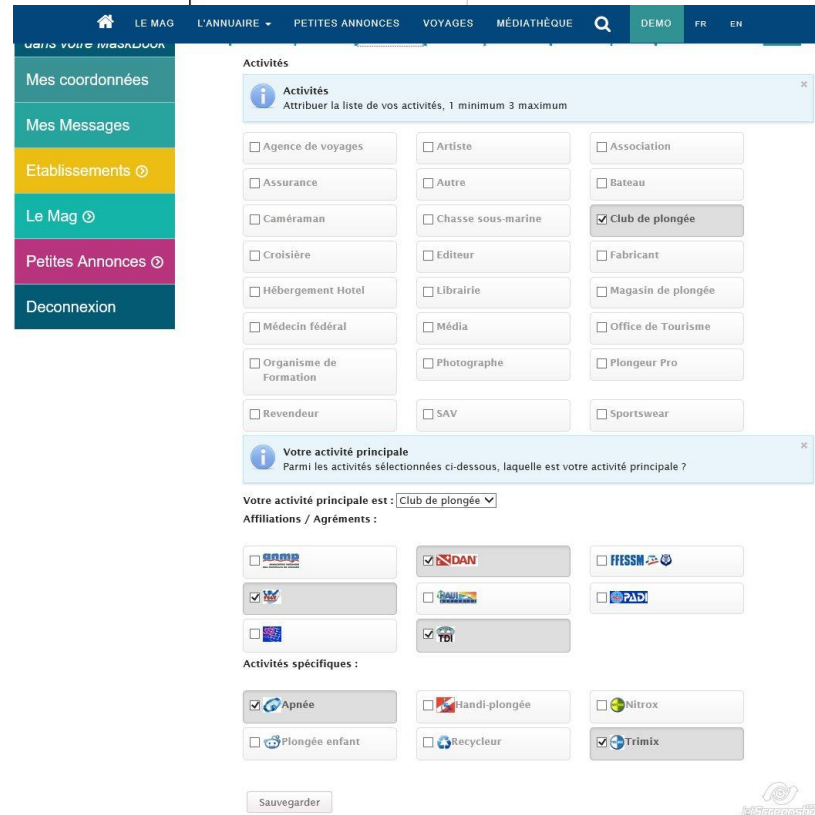 LE MAG L'ANNUAIRE PETITES ANNONCES VOYAGES MÉDIATHÈQUE DEMO FR EN
dans votre MaskBook
Mes coordonnées
Mes Messages
Etablissements
Le Mag
Petites Annonces
Deconnexion
Activités
Activités
Attribuer la liste de vos activités, 1 minimum 3 maximum
Agence de voyages Artiste Association
Assurance Autre Bateau
Caméraman Chasse sous-marine Club de plongée
Croisière Editeur Fabricant
Hébergement Hotel Librairie Magasin de plongée
Médecin fédéral Média Office de Tourisme
Organisme de Photographe Plongeur Pro
Formation
Revendeur SAV Sportswear
Votre activité principale
Parmi les activités sélectionnées ci-dessous, laquelle est votre activité principale ?
Votre activité principale est : Club de plongée
Affiliations / Agréments :
anmp DAN FFESSM
PADI
TDI
Activités spécifiques :
Apnée Handi-plongée Nitrox
Plongée enfant Recycleur Trimix
Sauvegarder